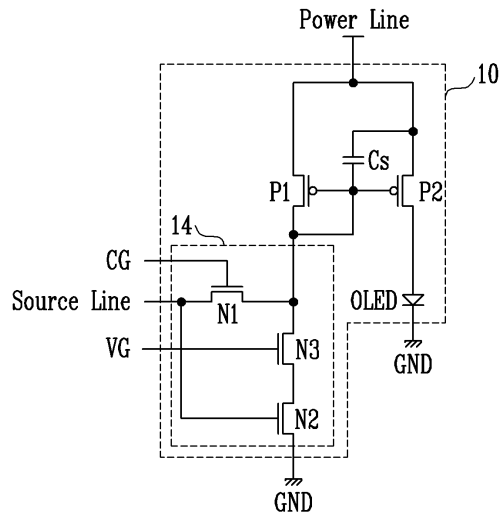 Power Line
10
Cs
P1
P2
14
CG
Source Line
N1
OLED
VG
N3
GND
N2
GND